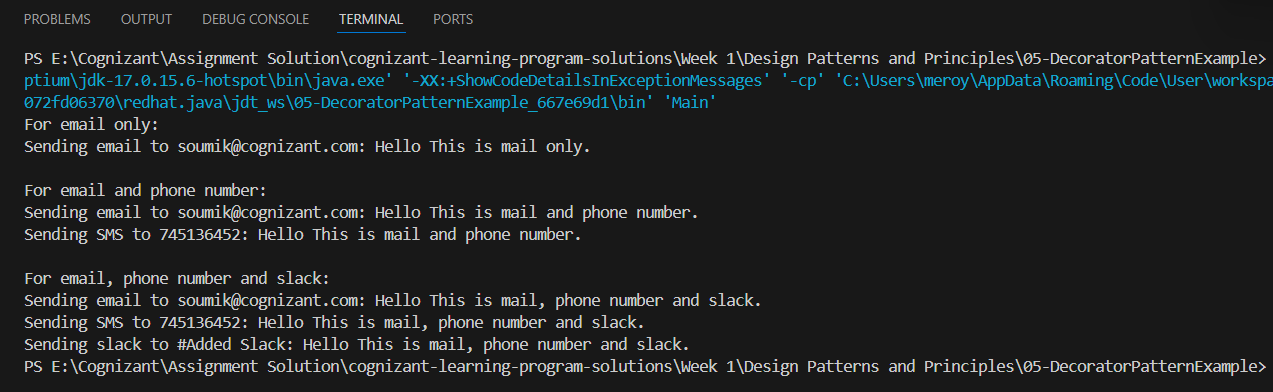 PROBLEMS OUTPUT DEBUG CONSOLE TERMINAL PORTS
PS E:\Cognizant\Assignment Solution\cognizant-learning-program-solutions\Week 1\Design Patterns and Principles\05-DecoratorPatternExample>
ptium\jdk-17.0.15.6-hotspot\bin\java.exe' '-XX:+ShowCodeDetailsInExceptionMessages' '-cp' 'C:\Users\meroy\AppData\Roaming\Code\User\workspa
072fd06370\redhat.java\jdt_ws\05-DecoratorPatternExample_667e69d1\bin' 'Main'
For email only:
Sending email to soumik@cognizant.com: Hello This is mail only.
For email and phone number:
Sending email to soumik@cognizant.com: Hello This is mail and phone number.
Sending SMS to 745136452: Hello This is mail and phone number.
For email, phone number and slack:
Sending email to soumik@cognizant.com: Hello This is mail, phone number and slack.
Sending SMS to 745136452: Hello This is mail, phone number and slack.
Sending slack to #Added Slack: Hello This is mail, phone number and slack.
PS E:\Cognizant\Assignment Solution\cognizant-learning-program-solutions\Week 1\Design Patterns and Principles\05-DecoratorPatternExample>